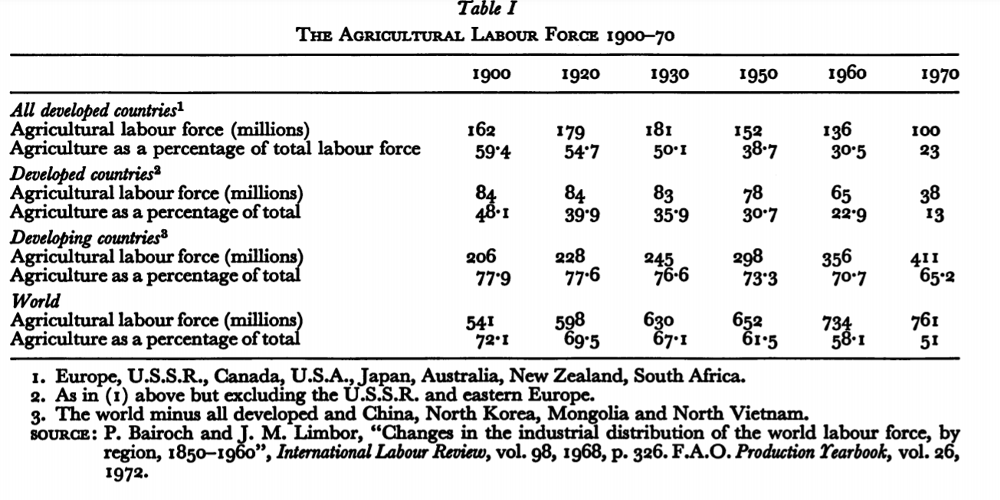 Table I
THE AGRICULTURAL LABOUR FORCE 1900–70
1900 1920 1930 1950 1960 1970
All developed countries¹
Agricultural labour force (millions) 162 179 181 152 136 100
Agriculture as a percentage of total labour force 59·4 54·7 50·1 38·7 30·5 23
Developed countries²
Agricultural labour force (millions) 84 84 83 78 65 38
Agriculture as a percentage of total 48·1 39·9 35·9 30·7 22·9 13
Developing countries³
Agricultural labour force (millions) 206 228 245 298 356 411
Agriculture as a percentage of total 77·9 77·6 76·6 73·3 70·7 65·2
World
Agricultural labour force (millions) 541 598 630 652 734 761
Agriculture as a percentage of total 72·1 69·5 67·1 61·5 58·1 51
1. Europe, U.S.S.R., Canada, U.S.A., Japan, Australia, New Zealand, South Africa.
2. As in (1) above but excluding the U.S.S.R. and eastern Europe.
3. The world minus all developed and China, North Korea, Mongolia and North Vietnam.
SOURCE: P. Bairoch and J. M. Limbor, “Changes in the industrial distribution of the world labour force, by
region, 1850–1960”, International Labour Review, vol. 98, 1968, p. 326. F.A.O. Production Yearbook, vol. 26,
1972.